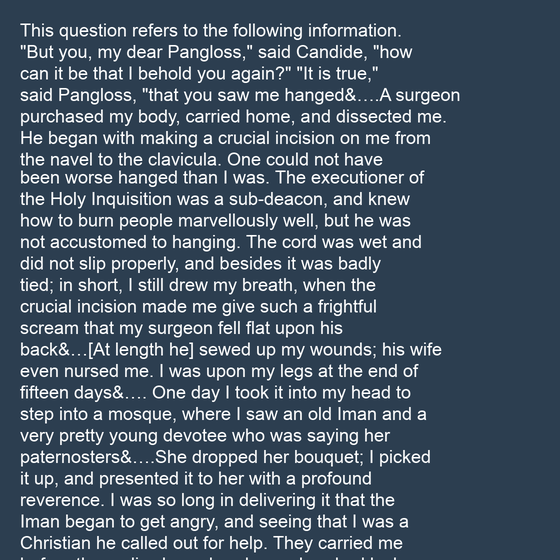 This question refers to the following information.
"But you, my dear Pangloss," said Candide, "how
can it be that I behold you again?" "It is true,"
said Pangloss, "that you saw me hanged&….A surgeon
purchased my body, carried home, and dissected me.
He began with making a crucial incision on me from
the navel to the clavicula. One could not have
been worse hanged than I was. The executioner of
the Holy Inquisition was a sub-deacon, and knew
how to burn people marvellously well, but he was
not accustomed to hanging. The cord was wet and
did not slip properly, and besides it was badly
tied; in short, I still drew my breath, when the
crucial incision made me give such a frightful
scream that my surgeon fell flat upon his
back&…[At length he] sewed up my wounds; his wife
even nursed me. I was upon my legs at the end of
fifteen days&…. One day I took it into my head to
step into a mosque, where I saw an old Iman and a
very pretty young devotee who was saying her
paternosters&….She dropped her bouquet; I picked
it up, and presented it to her with a profound
reverence. I was so long in delivering it that the
Iman began to get angry, and seeing that I was a
Christian he called out for help. They carried me